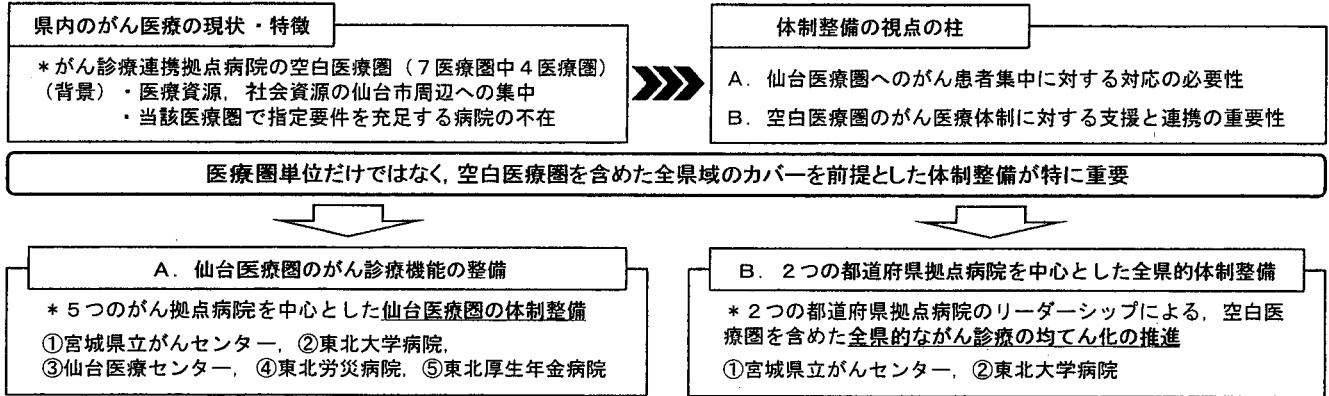 県内のがん医療の現状・特徴
＊がん診療連携拠点病院の空白医療圏（７医療圏中４医療圏）
（背景）・医療資源，社会資源の仙台市周辺への集中
・当該医療圏で指定要件を充足する病院の不在
体制整備の視点の柱
Ａ．仙台医療圏へのがん患者集中に対する対応の必要性
Ｂ．空白医療圏のがん医療体制に対する支援と連携の重要性
医療圏単位だけではなく，空白医療圏を含めた全県域のカバーを前提とした体制整備が特に重要
Ａ．仙台医療圏のがん診療機能の整備
＊５つのがん拠点病院を中心とした仙台医療圏の体制整備
①宮城県立がんセンター，②東北大学病院，
③仙台医療センター，④東北労災病院，⑤東北厚生年金病院
Ｂ．２つの都道府県拠点病院を中心とした全県的体制整備
＊２つの都道府県拠点病院のリーダーシップによる，空白医
療圏を含めた全県的ながん診療の均てん化の推進
①宮城県立がんセンター，②東北大学病院